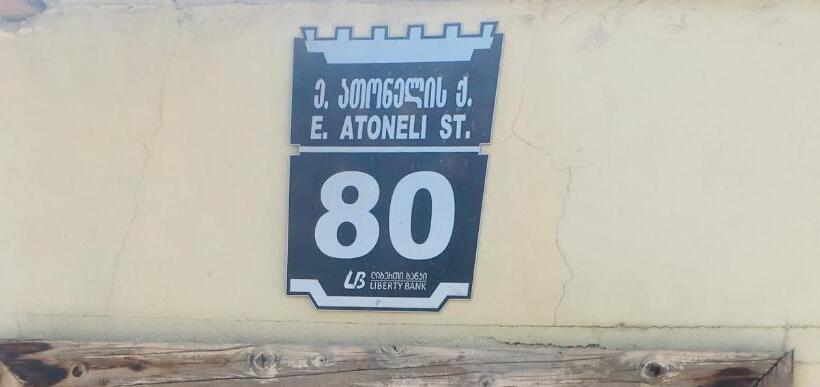 ე. ათონელის ქ.
E. ATONELI ST.
80
LB ლიბერთი ბანკი
LIBERTY BANK